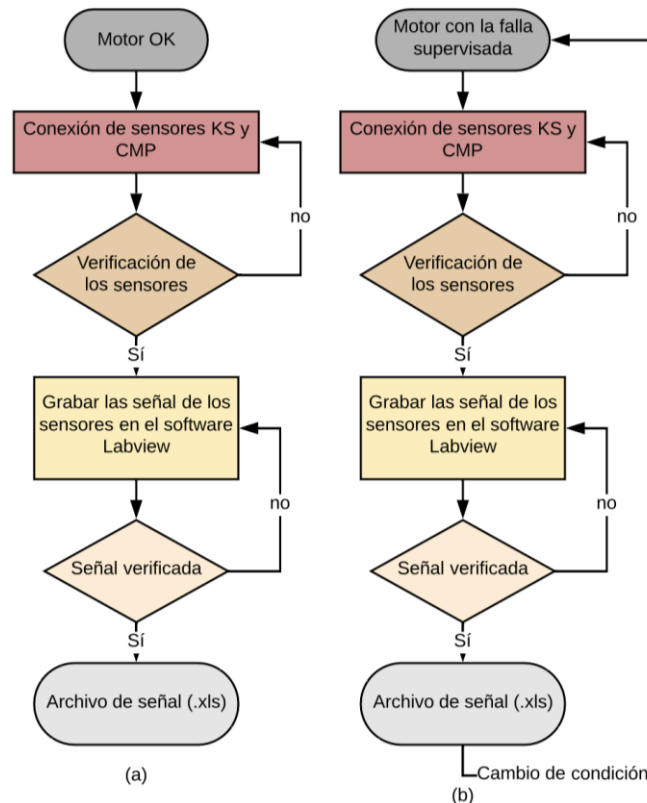 Motor OK
Conexión de sensores KS y
CMP
no
Verificación de
los sensores
Sí
Grabar las señal de los
sensores en el software
Labview
no
Señal verificada
Sí
Archivo de señal (.xls)
(a)
Motor con la falla
supervisada
Conexión de sensores KS y
CMP
no
Verificación de
los sensores
Sí
Grabar las señal de los
sensores en el software
Labview
no
Señal verificada
Sí
Archivo de señal (.xls)
Cambio de condición
(b)